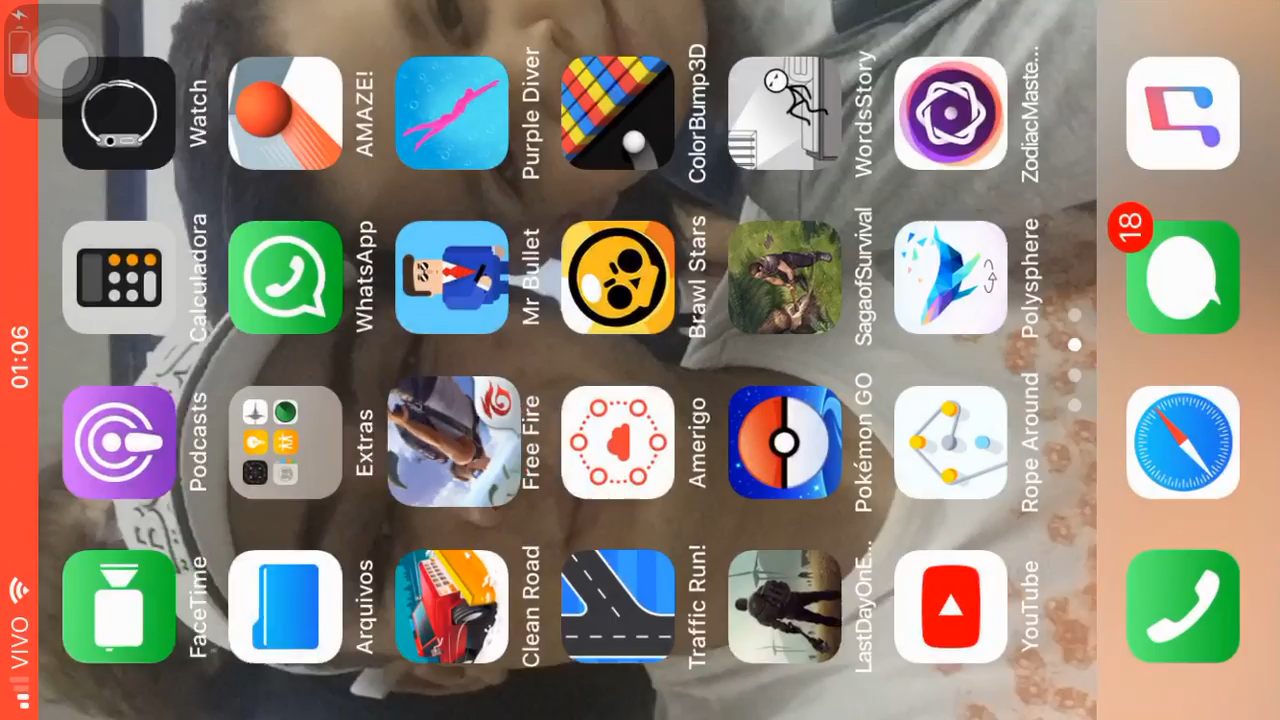 VIVO 01:06
FaceTime Podcasts Calculadora Watch
Arquivos Extras WhatsApp AMAZE!
Clean Road Free Fire Mr Bullet Purple Diver
Traffic Run! Amerigo Brawl Stars ColorBump3D
LastDayOnE... Pokémon GO SagaofSurvival WordsStory
YouTube Rope Around Polysphere ZodiacMaste...
18